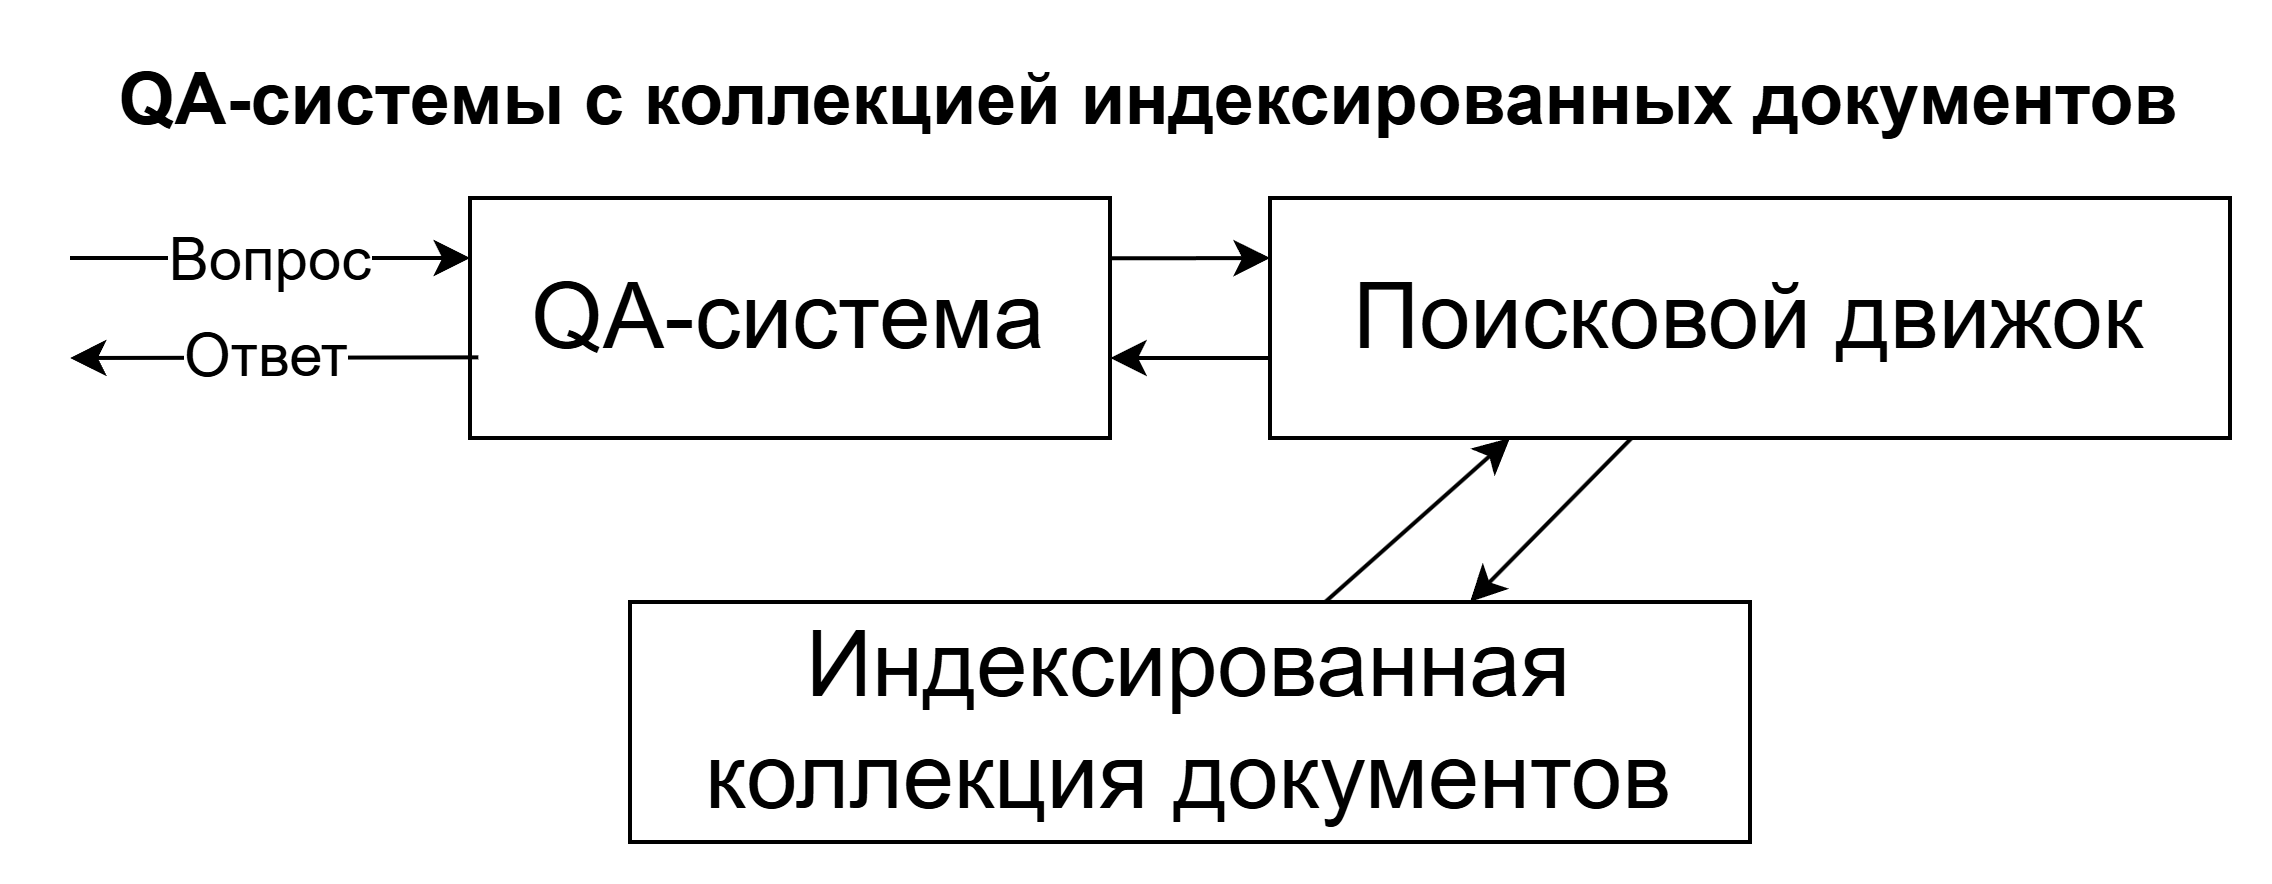 QA-системы с коллекцией индексированных документов
Вопрос
Ответ
QA-система
Поисковой движок
Индексированная
коллекция документов